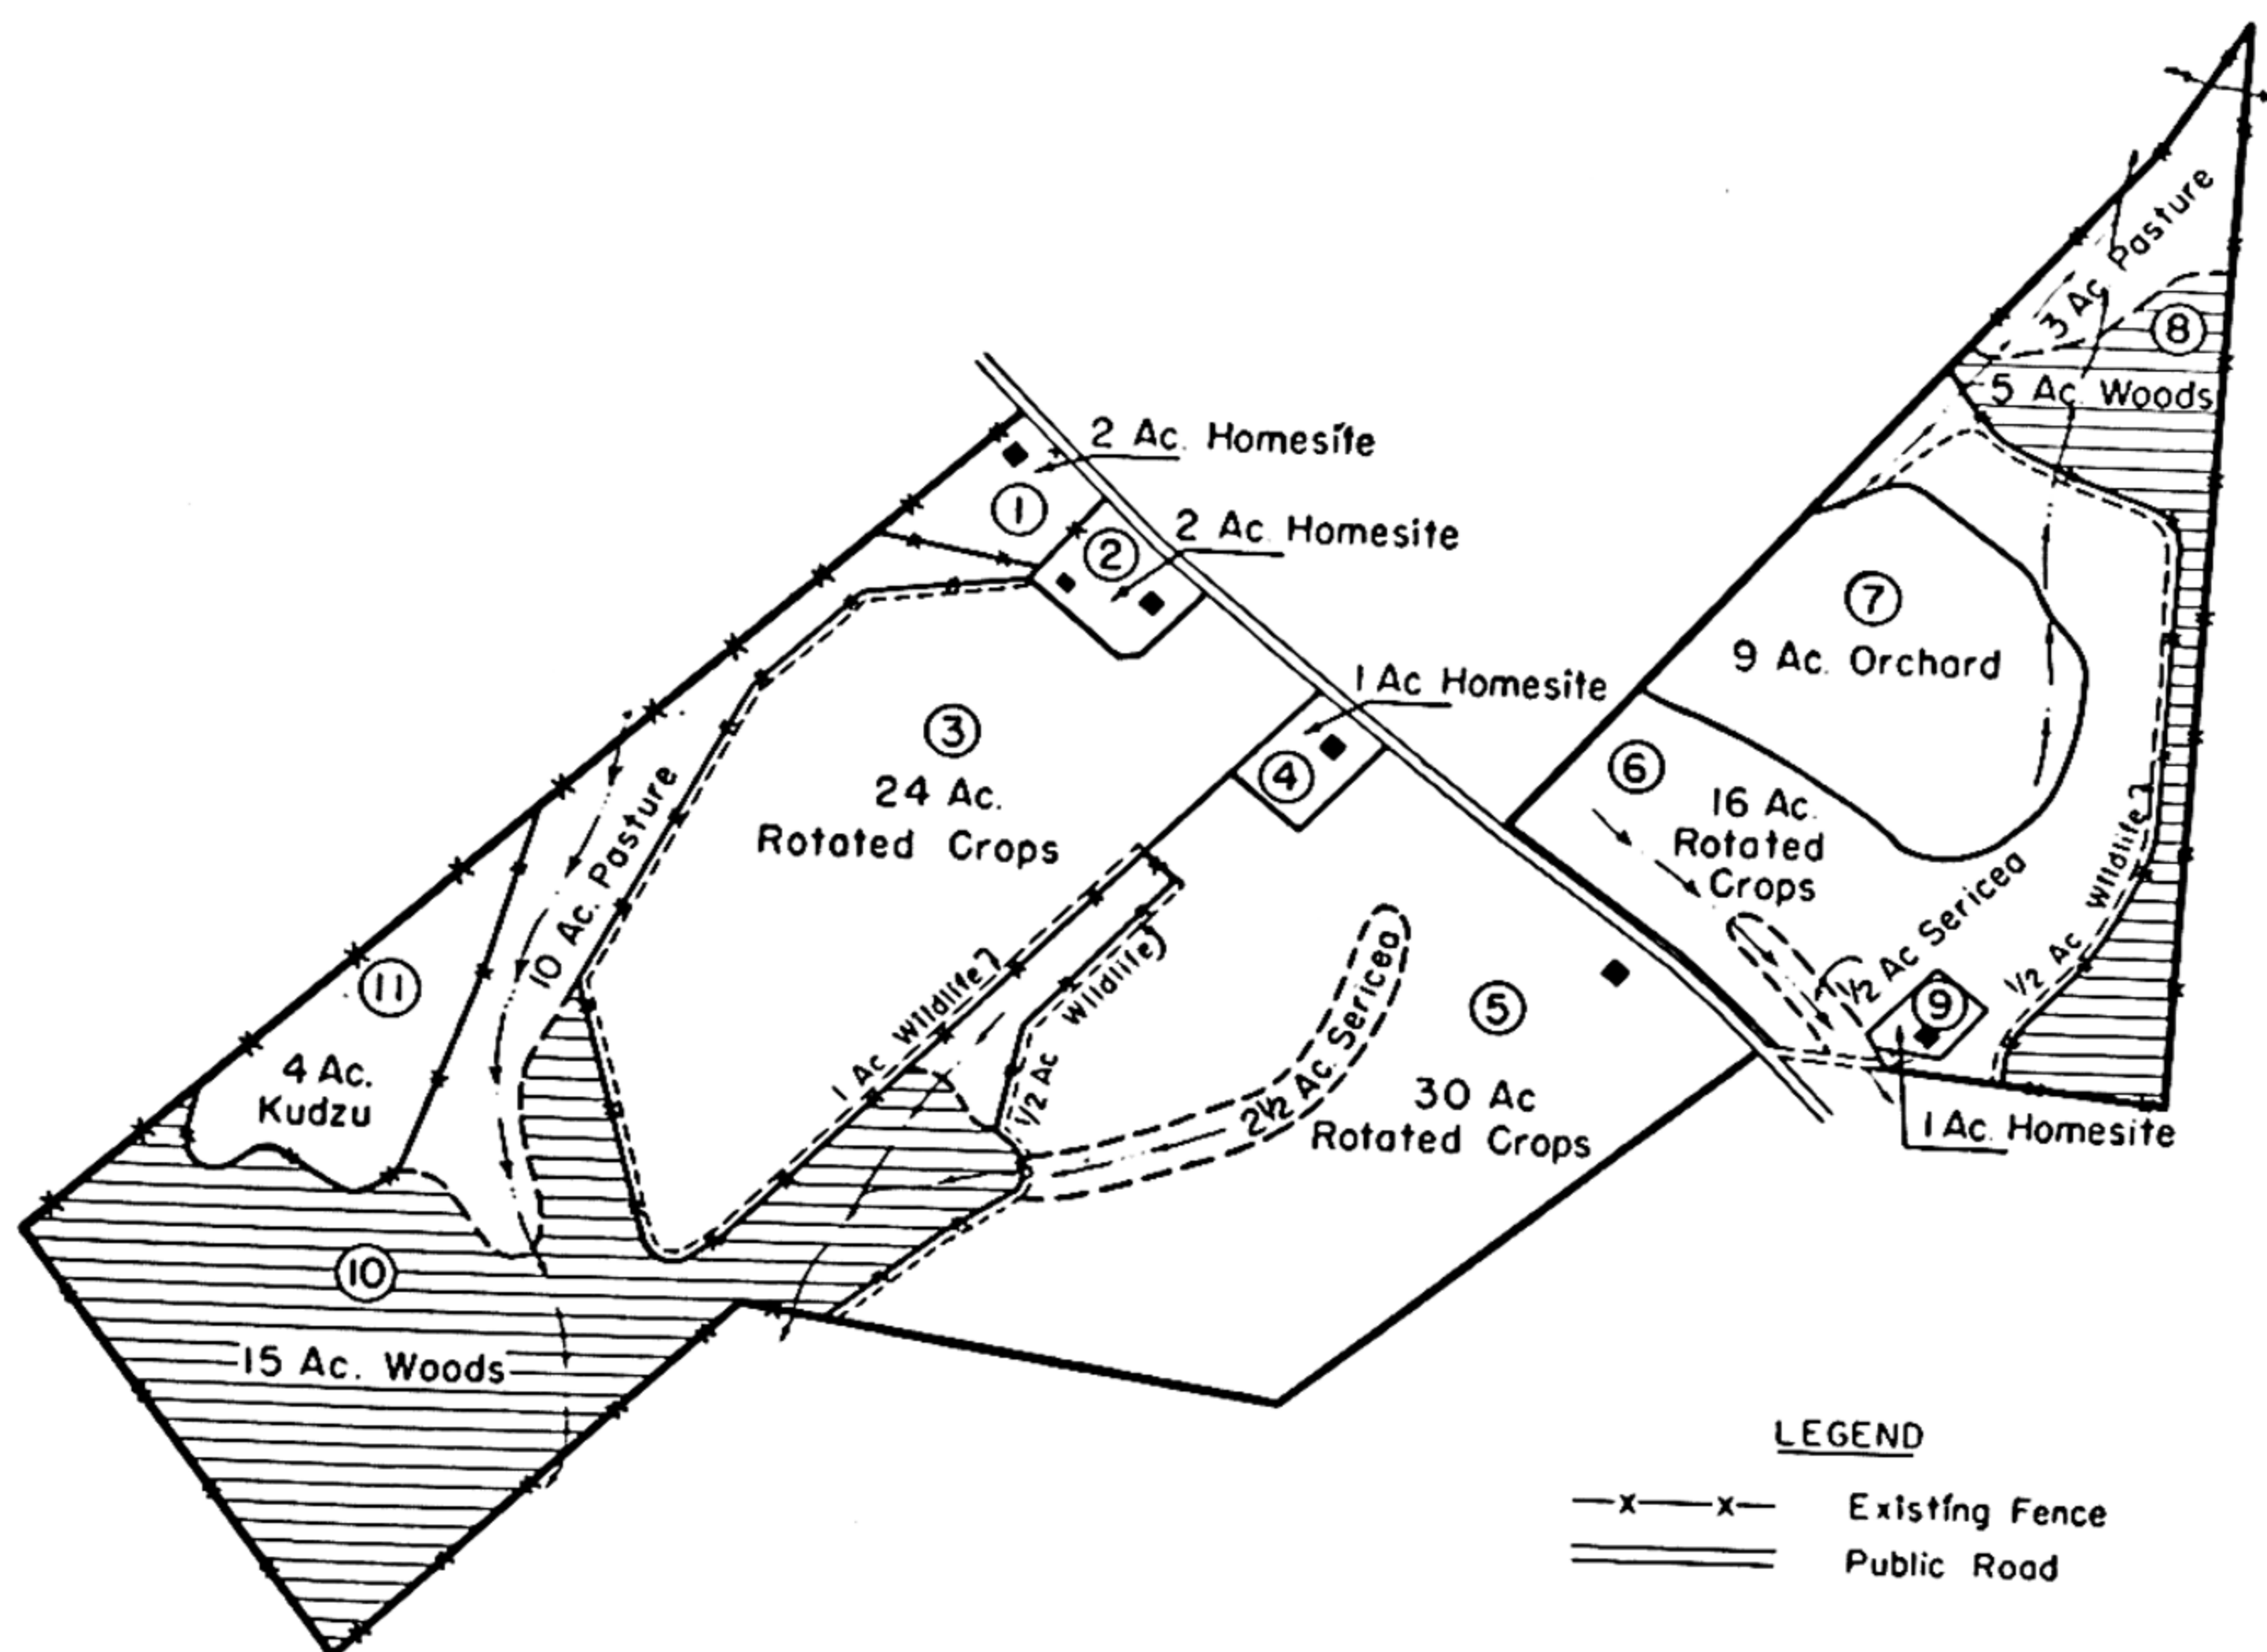 3 Ac Pasture
8
5 Ac. Woods
2 Ac. Homesite
1
2 Ac Homesite
2
7
9 Ac. Orchard
1 Ac Homesite
3
24 Ac.
Rotated Crops
4
6
16 Ac.
Rotated
Crops
10 Ac. Pasture
1/2 Ac Wildlife
1/2 Ac Sericea
9
1 Ac. Homesite
11
4 Ac.
Kudzu
1 Ac Wildlife
1/2 Ac Wildlife
2 1/2 Ac. Sericea
5
30 Ac
Rotated Crops
10
15 Ac. Woods
LEGEND
Existing Fence
Public Road